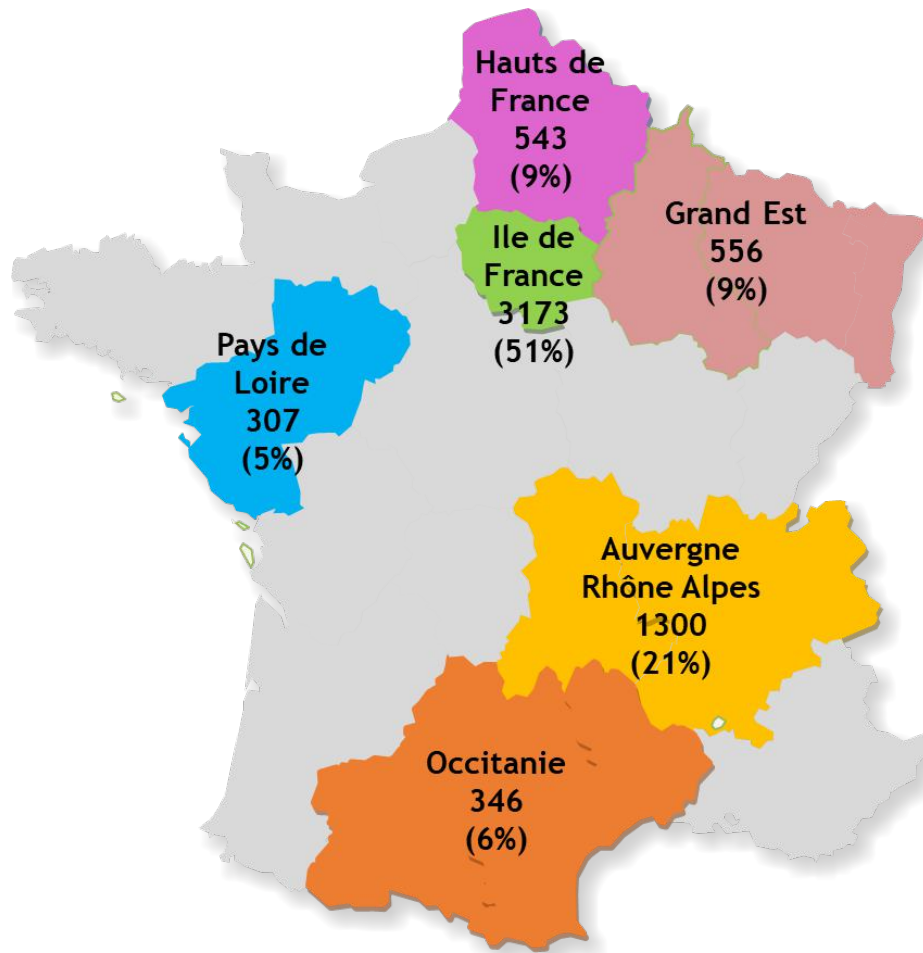 Hauts de
France
543
(9%)
Grand Est
556
(9%)
Ile de
France
3173
(51%)
Pays de
Loire
307
(5%)
Auvergne
Rhône Alpes
1300
(21%)
Occitanie
346
(6%)